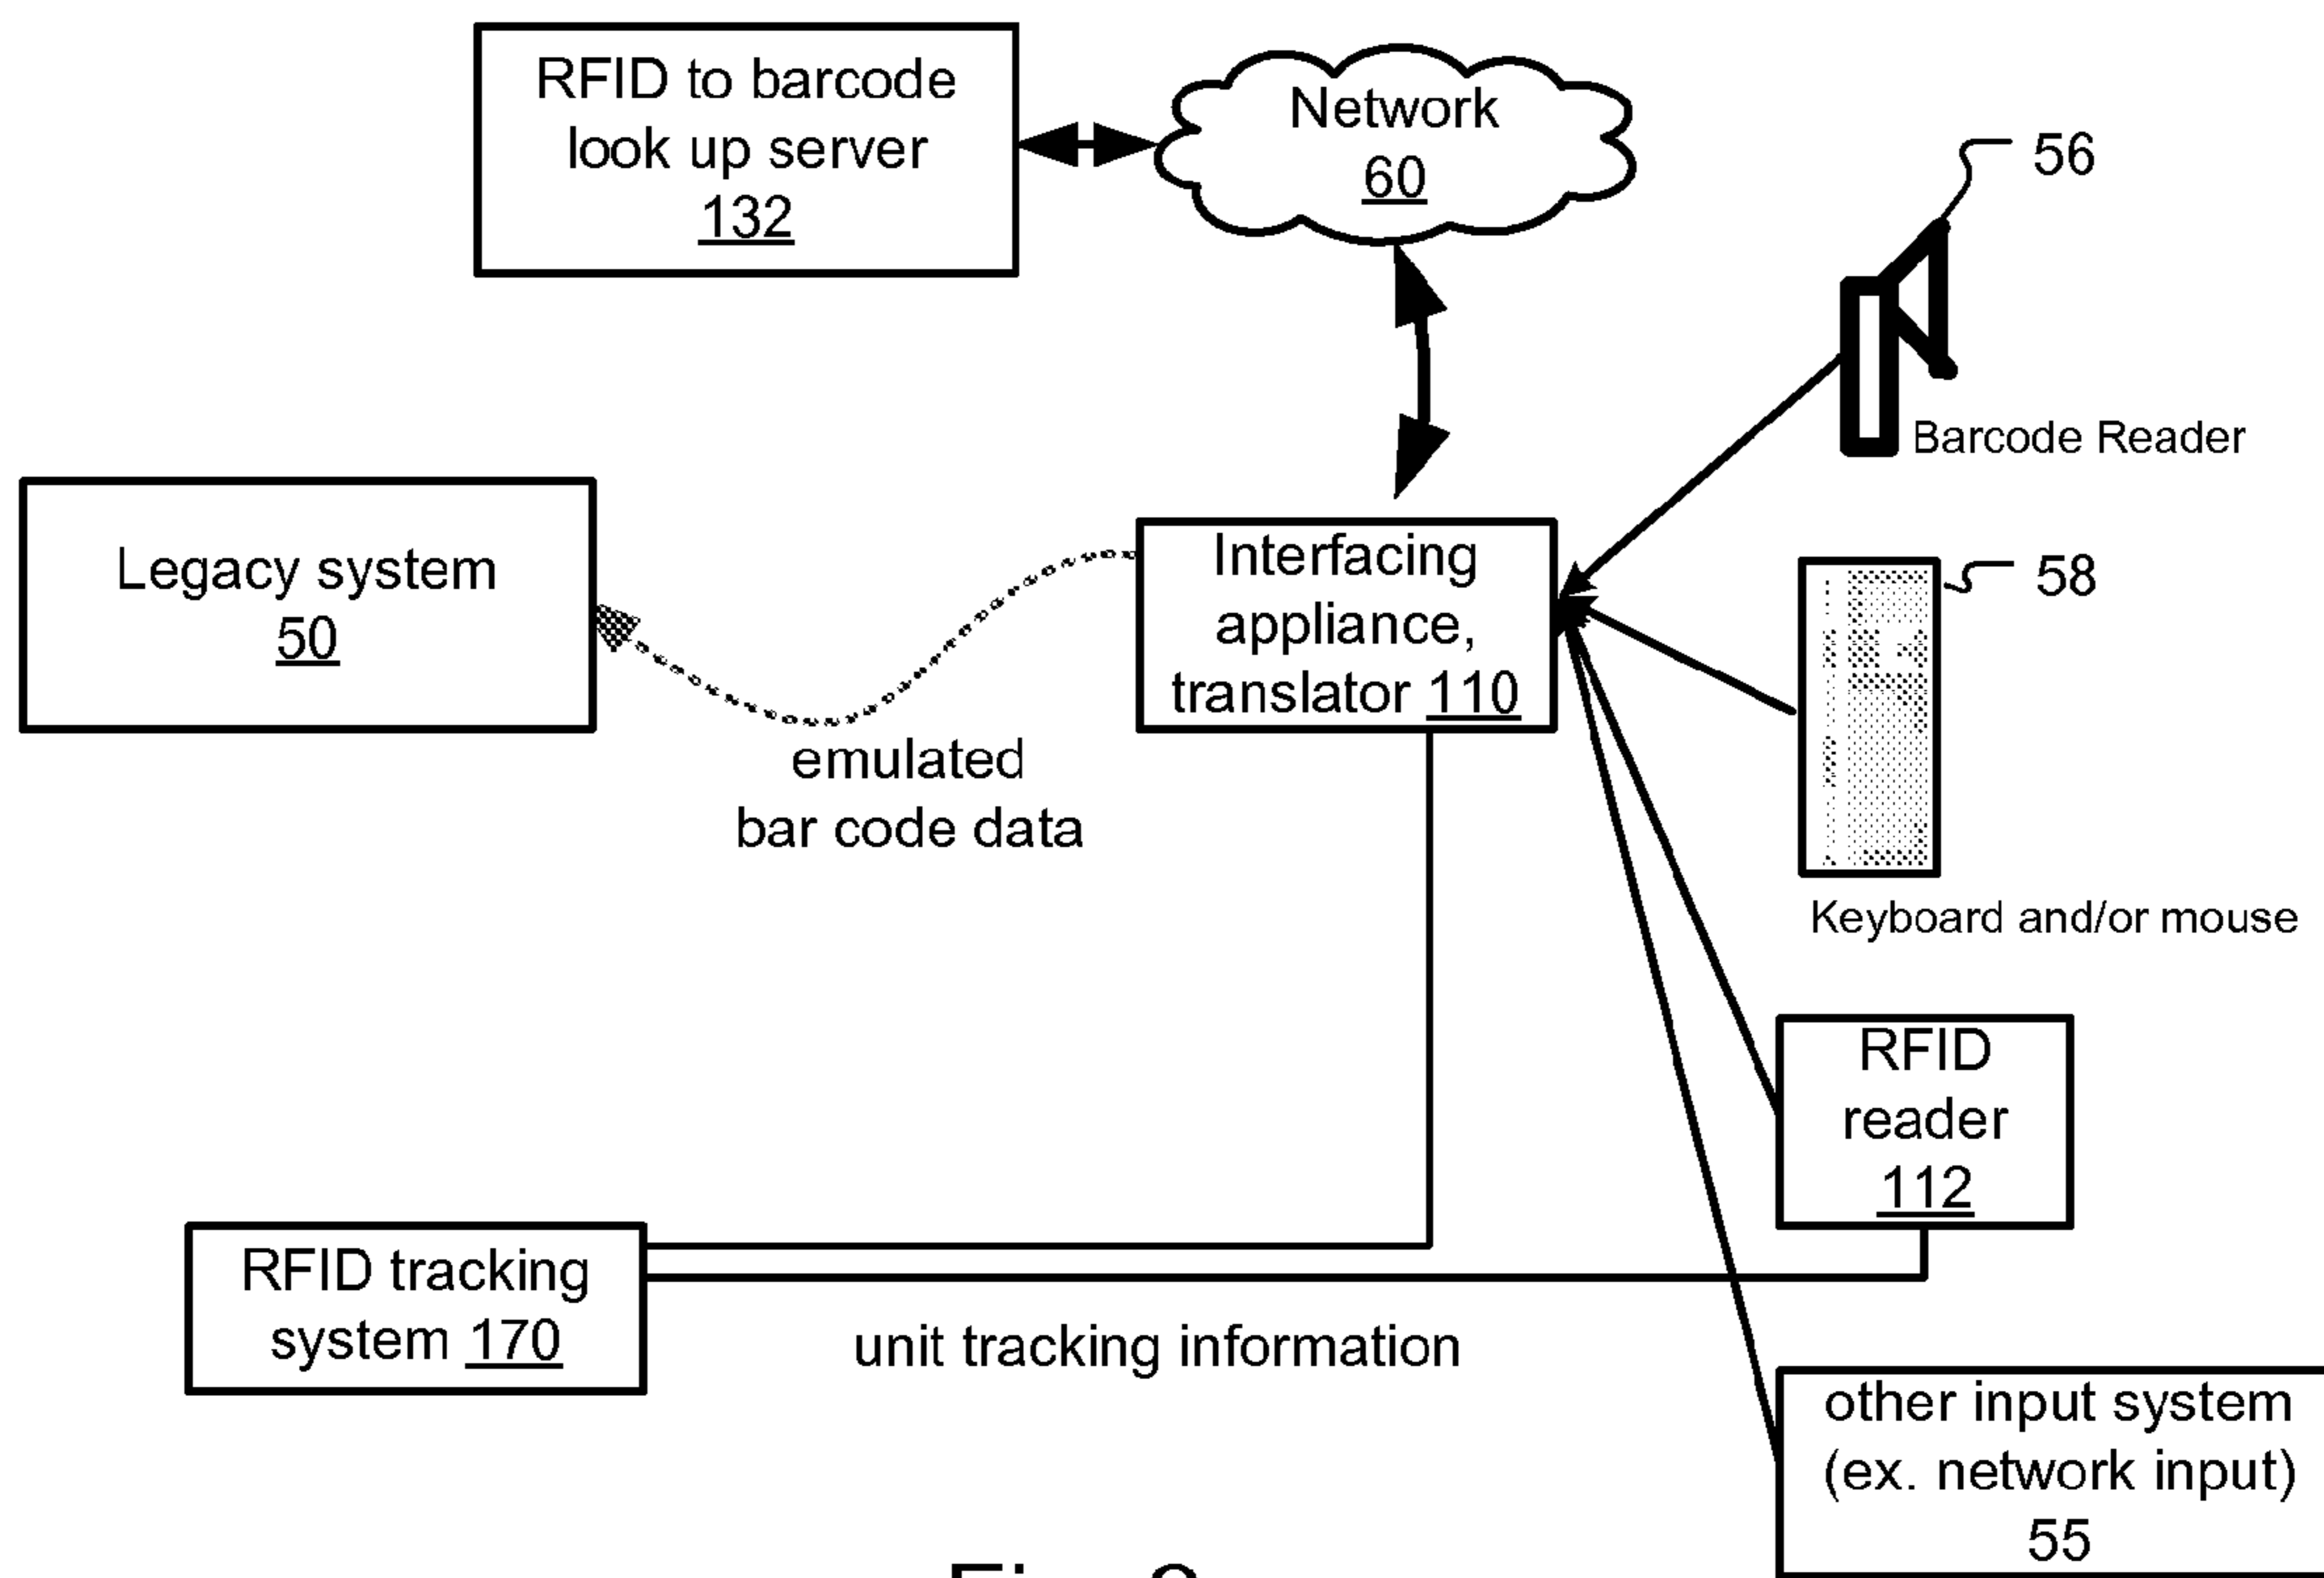 RFID to barcode
look up server
132
Network
60
56
Barcode Reader
Legacy system
50
Interfacing
appliance,
translator 110
58
emulated
bar code data
Keyboard and/or mouse
RFID
reader
112
RFID tracking
system 170
unit tracking information
other input system
(ex. network input)
55